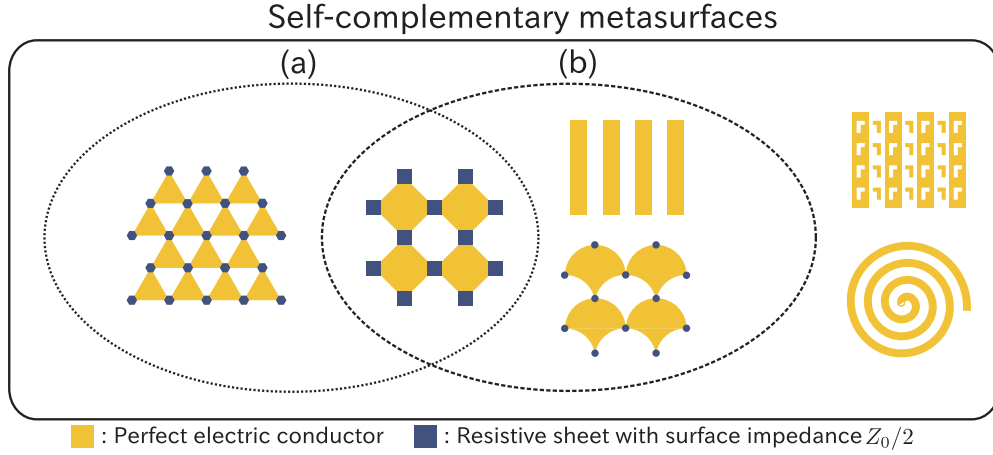 Self-complementary metasurfaces
(a)
(b)
: Perfect electric conductor
: Resistive sheet with surface impedance Z₀/2